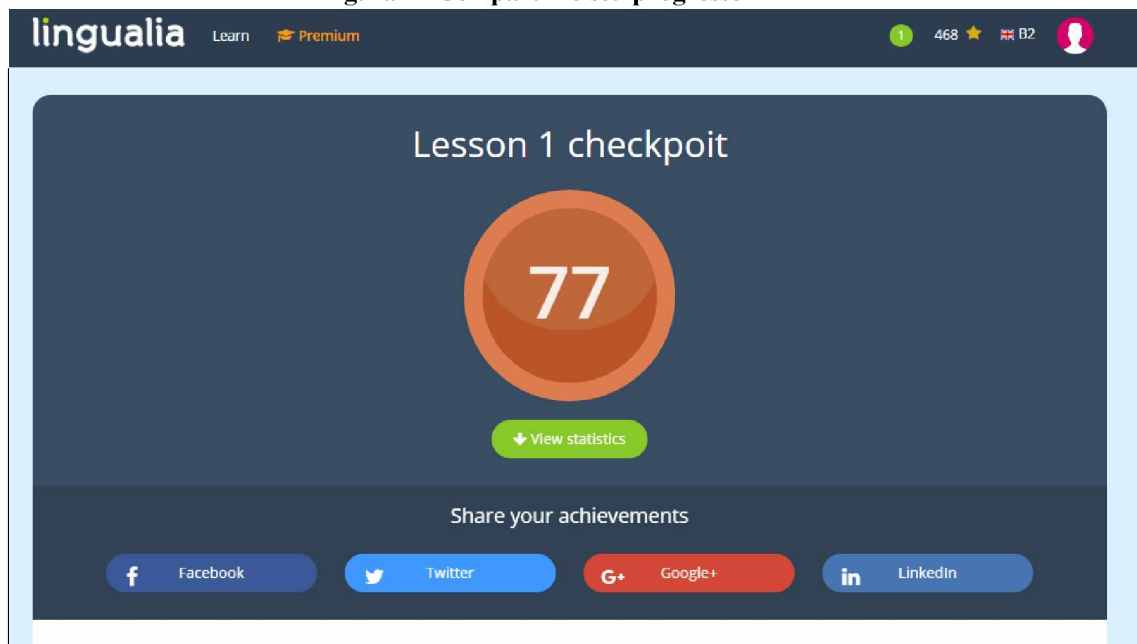 lingualia Learn Premium 1 468 B2
Lesson 1 checkpoit
77
View statistics
Share your achievements
f Facebook Twitter G+ Google+ in LinkedIn